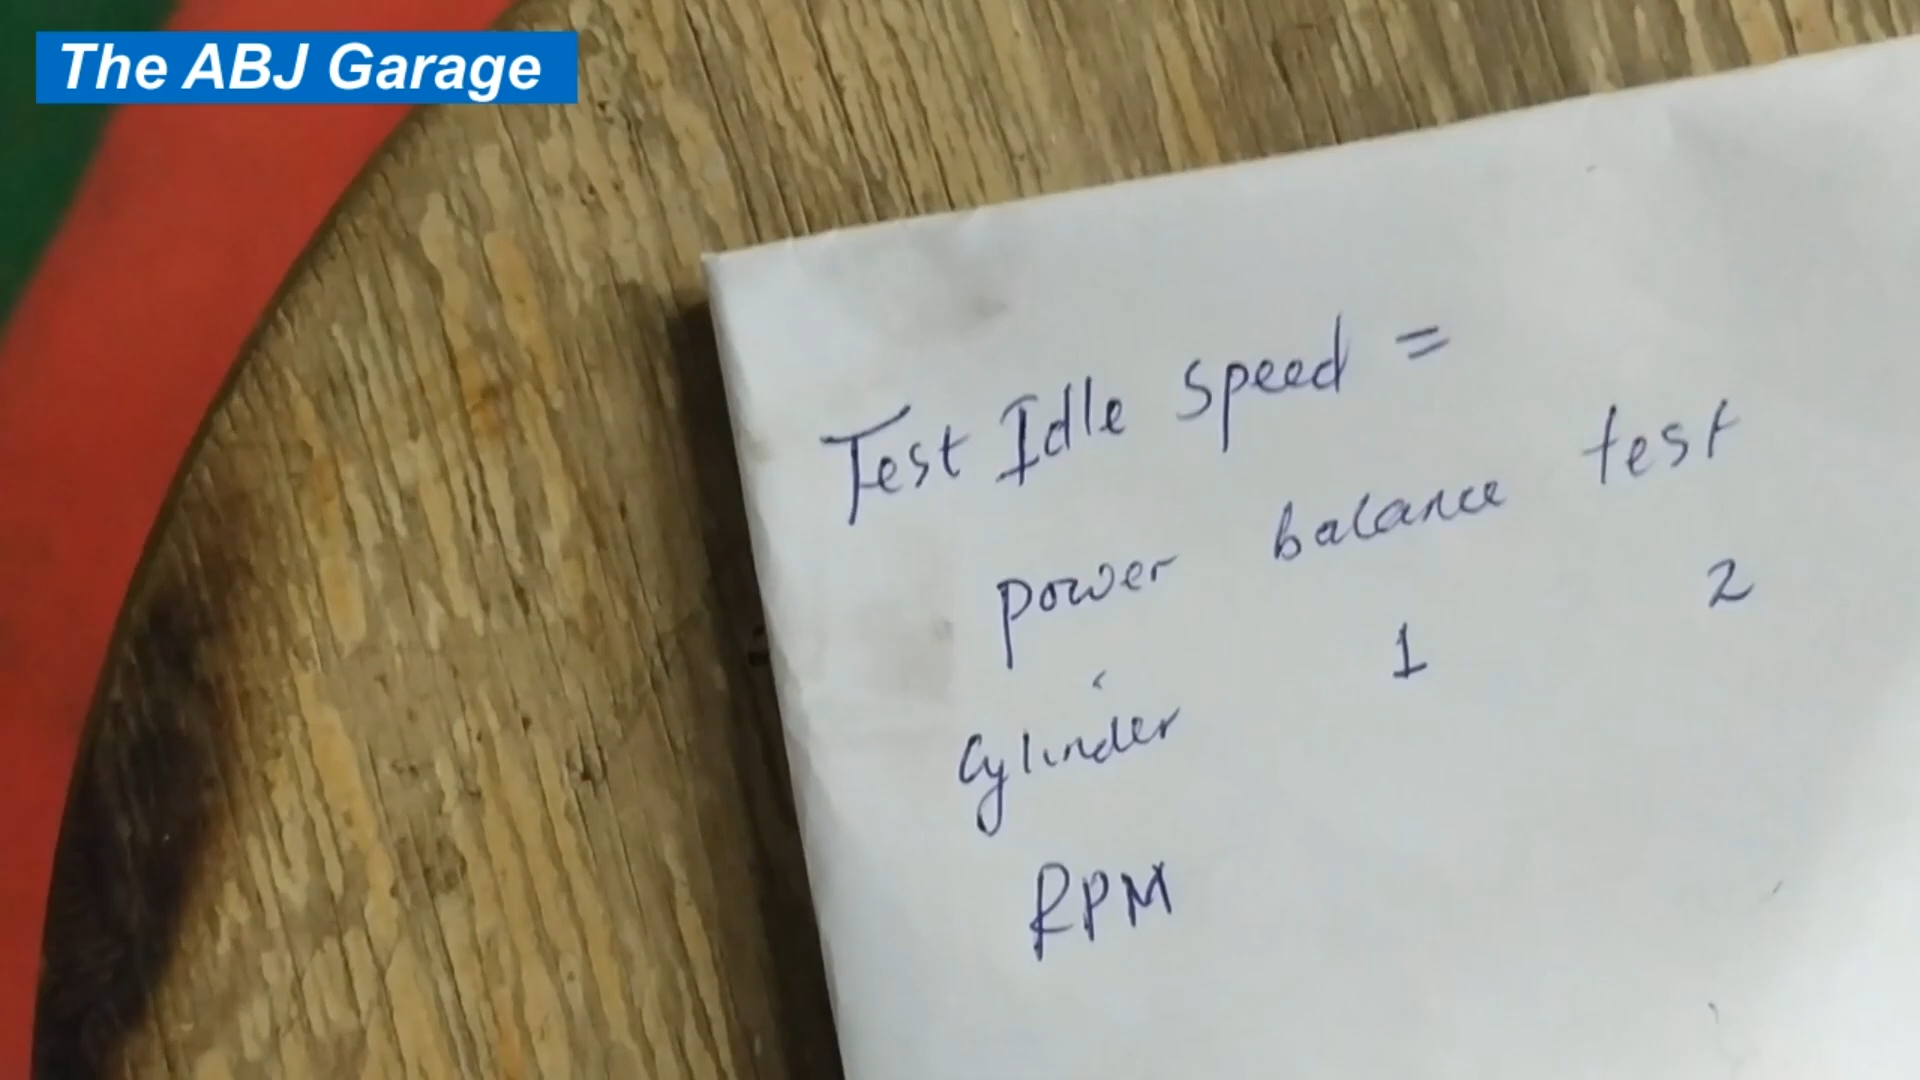 The ABJ Garage
Test Idle Speed =
power balance test
Cylinder 1 2
RPM